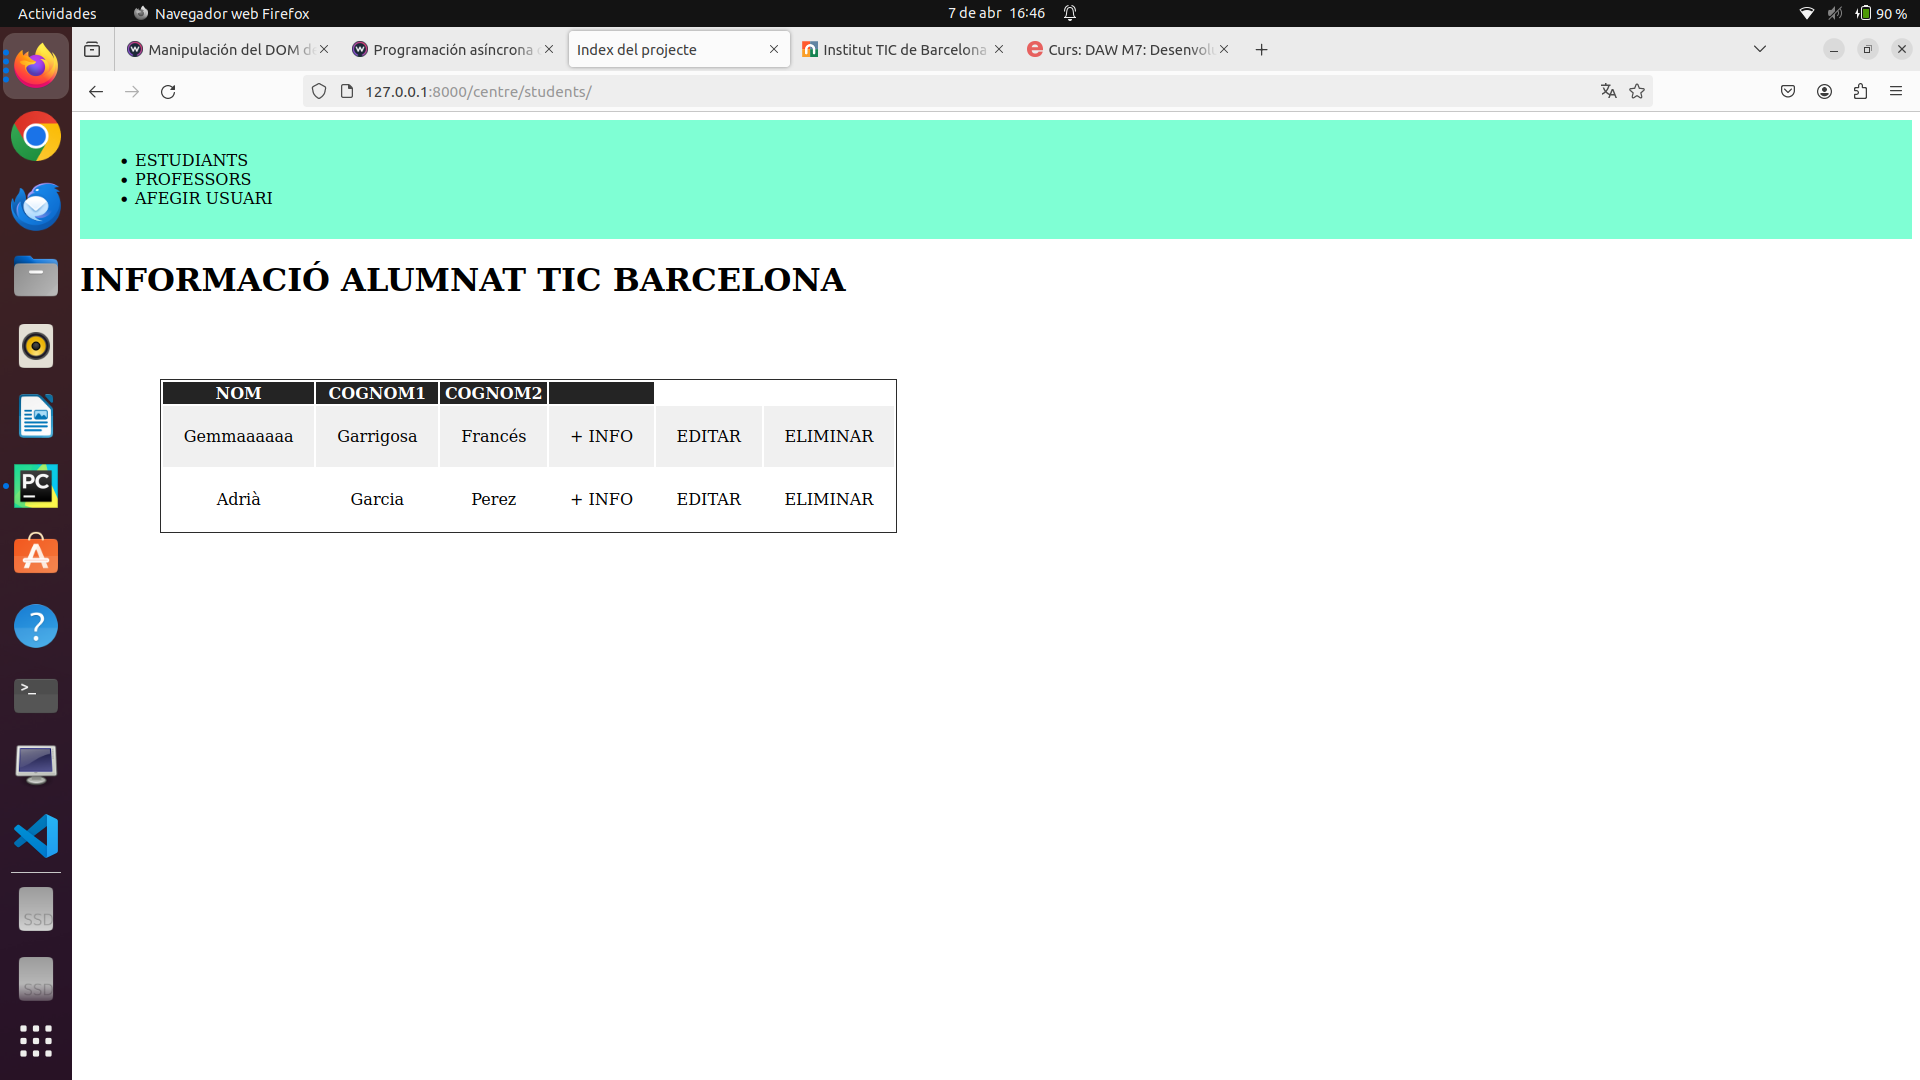 Actividades Navegador web Firefox 7 de abr 16:46 90 %
Manipulación del DOM d Programación asíncrona Index del projecte Institut TIC de Barcelona Curs: DAW M7: Desenvol
127.0.0.1:8000/centre/students/
ESTUDIANTS
PROFESSORS
AFEGIR USUARI
INFORMACIÓ ALUMNAT TIC BARCELONA
NOM COGNOM1 COGNOM2
Gemmaaaaaa Garrigosa Francés + INFO EDITAR ELIMINAR
Adrià Garcia Perez + INFO EDITAR ELIMINAR
PC
>_
SSD
SSD